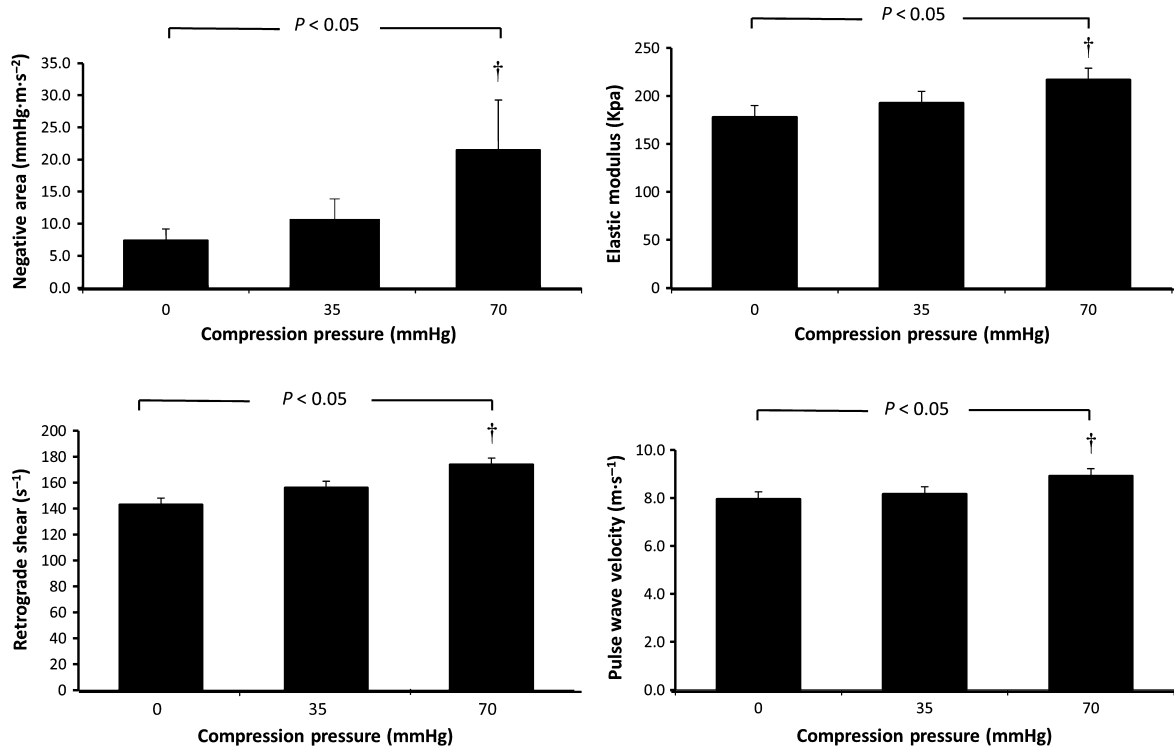 P < 0.05
†
Negative area (mmHg·m·s⁻²)
35.0
30.0
25.0
20.0
15.0
10.0
5.0
0.0
0 35 70
Compression pressure (mmHg)
P < 0.05
†
Elastic modulus (Kpa)
250
200
150
100
50
0
0 35 70
Compression pressure (mmHg)
P < 0.05
†
Retrograde shear (s⁻¹)
200
180
160
140
120
100
80
60
40
20
0
0 35 70
Compression pressure (mmHg)
P < 0.05
†
Pulse wave velocity (m·s⁻¹)
10.0
8.0
6.0
4.0
2.0
0.0
0 35 70
Compression pressure (mmHg)